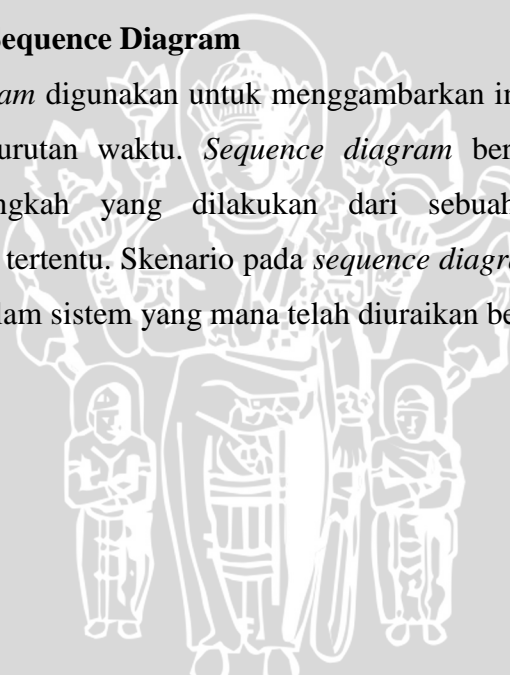 equence Diagram
am digunakan untuk menggambarkan in
urutan waktu. Sequence diagram ber
ngkah yang dilakukan dari sebuah
tertentu. Skenario pada sequence diagra
lam sistem yang mana telah diuraikan be